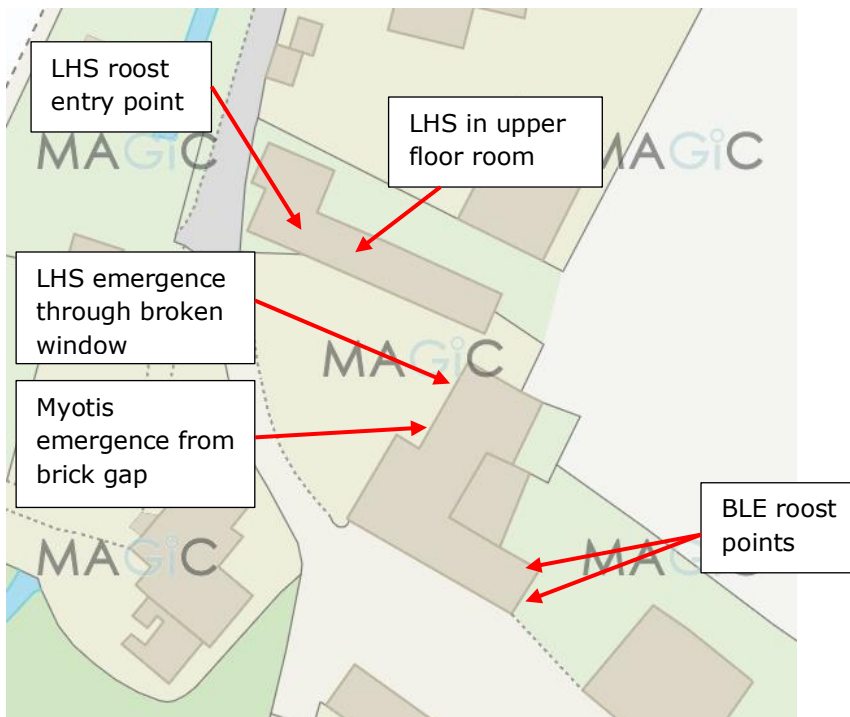 LHS roost
entry point
LHS in upper
floor room
MAGiC
MAGiC
LHS emergence
through broken
window
MAGiC
Myotis
emergence from
brick gap
BLE roost
points
MAGiC
MAGiC